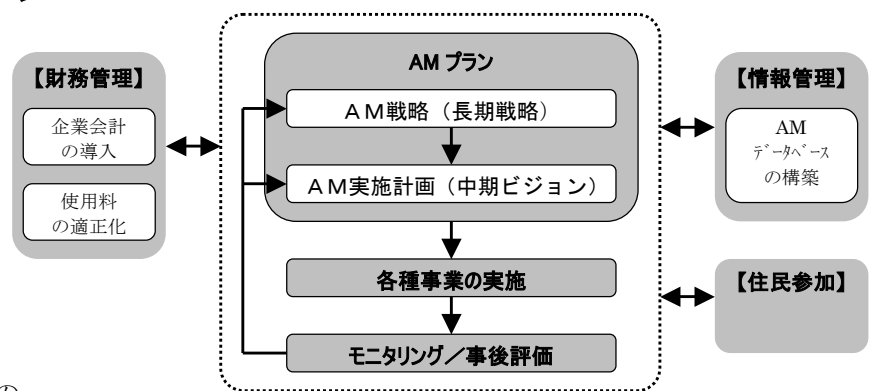 【財務管理】
企業会計
の導入
使用料
の適正化
AM プラン
ＡＭ戦略（長期戦略）
ＡＭ実施計画（中期ビジョン）
各種事業の実施
ﾓﾆﾀﾘﾝｸﾞ／事後評価
【情報管理】
AM
ﾃﾞｰﾀﾍﾞｰｽ
の構築
【住民参加】
の